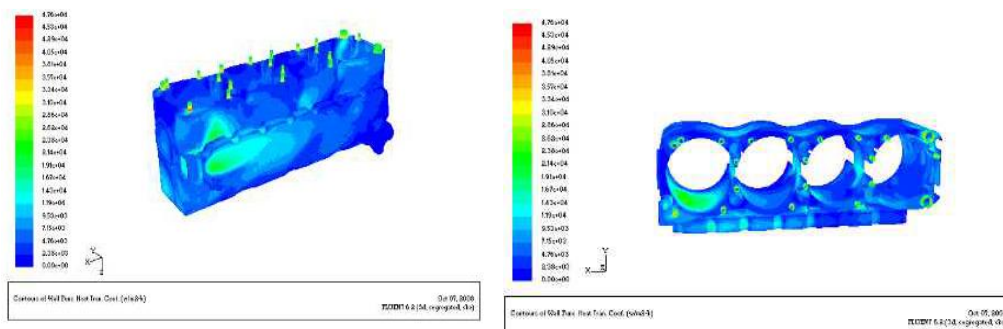 4.76e+04
4.53e+04
4.29e+04
4.05e+04
3.81e+04
3.57e+04
3.34e+04
3.10e+04
2.86e+04
2.62e+04
2.38e+04
2.14e+04
1.91e+04
1.67e+04
1.43e+04
1.19e+04
9.53e+03
7.15e+03
4.76e+03
2.38e+03
0.00e+00
Y
X
Z
Contours of Wall Func. Heat Tran. Coef. (w/m2-k)
Oct 07,
FLUENT 6.2 (3d, segregated,
4.76e+04
4.53e+04
4.29e+04
4.05e+04
3.81e+04
3.57e+04
3.34e+04
3.10e+04
2.86e+04
2.62e+04
2.38e+04
2.14e+04
1.91e+04
1.67e+04
1.43e+04
1.19e+04
9.53e+03
7.15e+03
4.76e+03
2.38e+03
0.00e+00
Y
X
Z
Contours of Wall Func. Heat Tran. Coef. (w/m2-k)
Oct 07,
FLUENT 6.2 (3d, segregated,